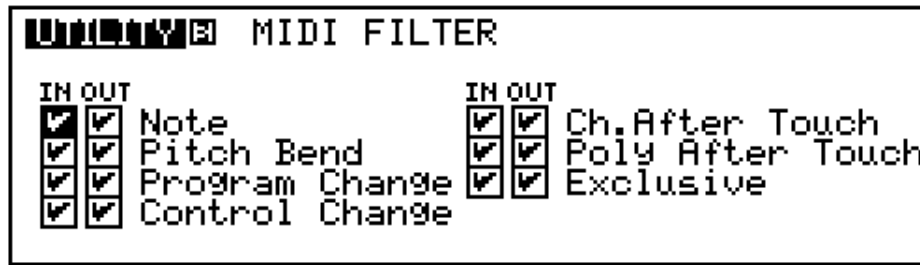 UTILITY B MIDI FILTER
IN OUT IN OUT
Note Ch.After Touch
Pitch Bend Poly After Touch
Program Change Exclusive
Control Change